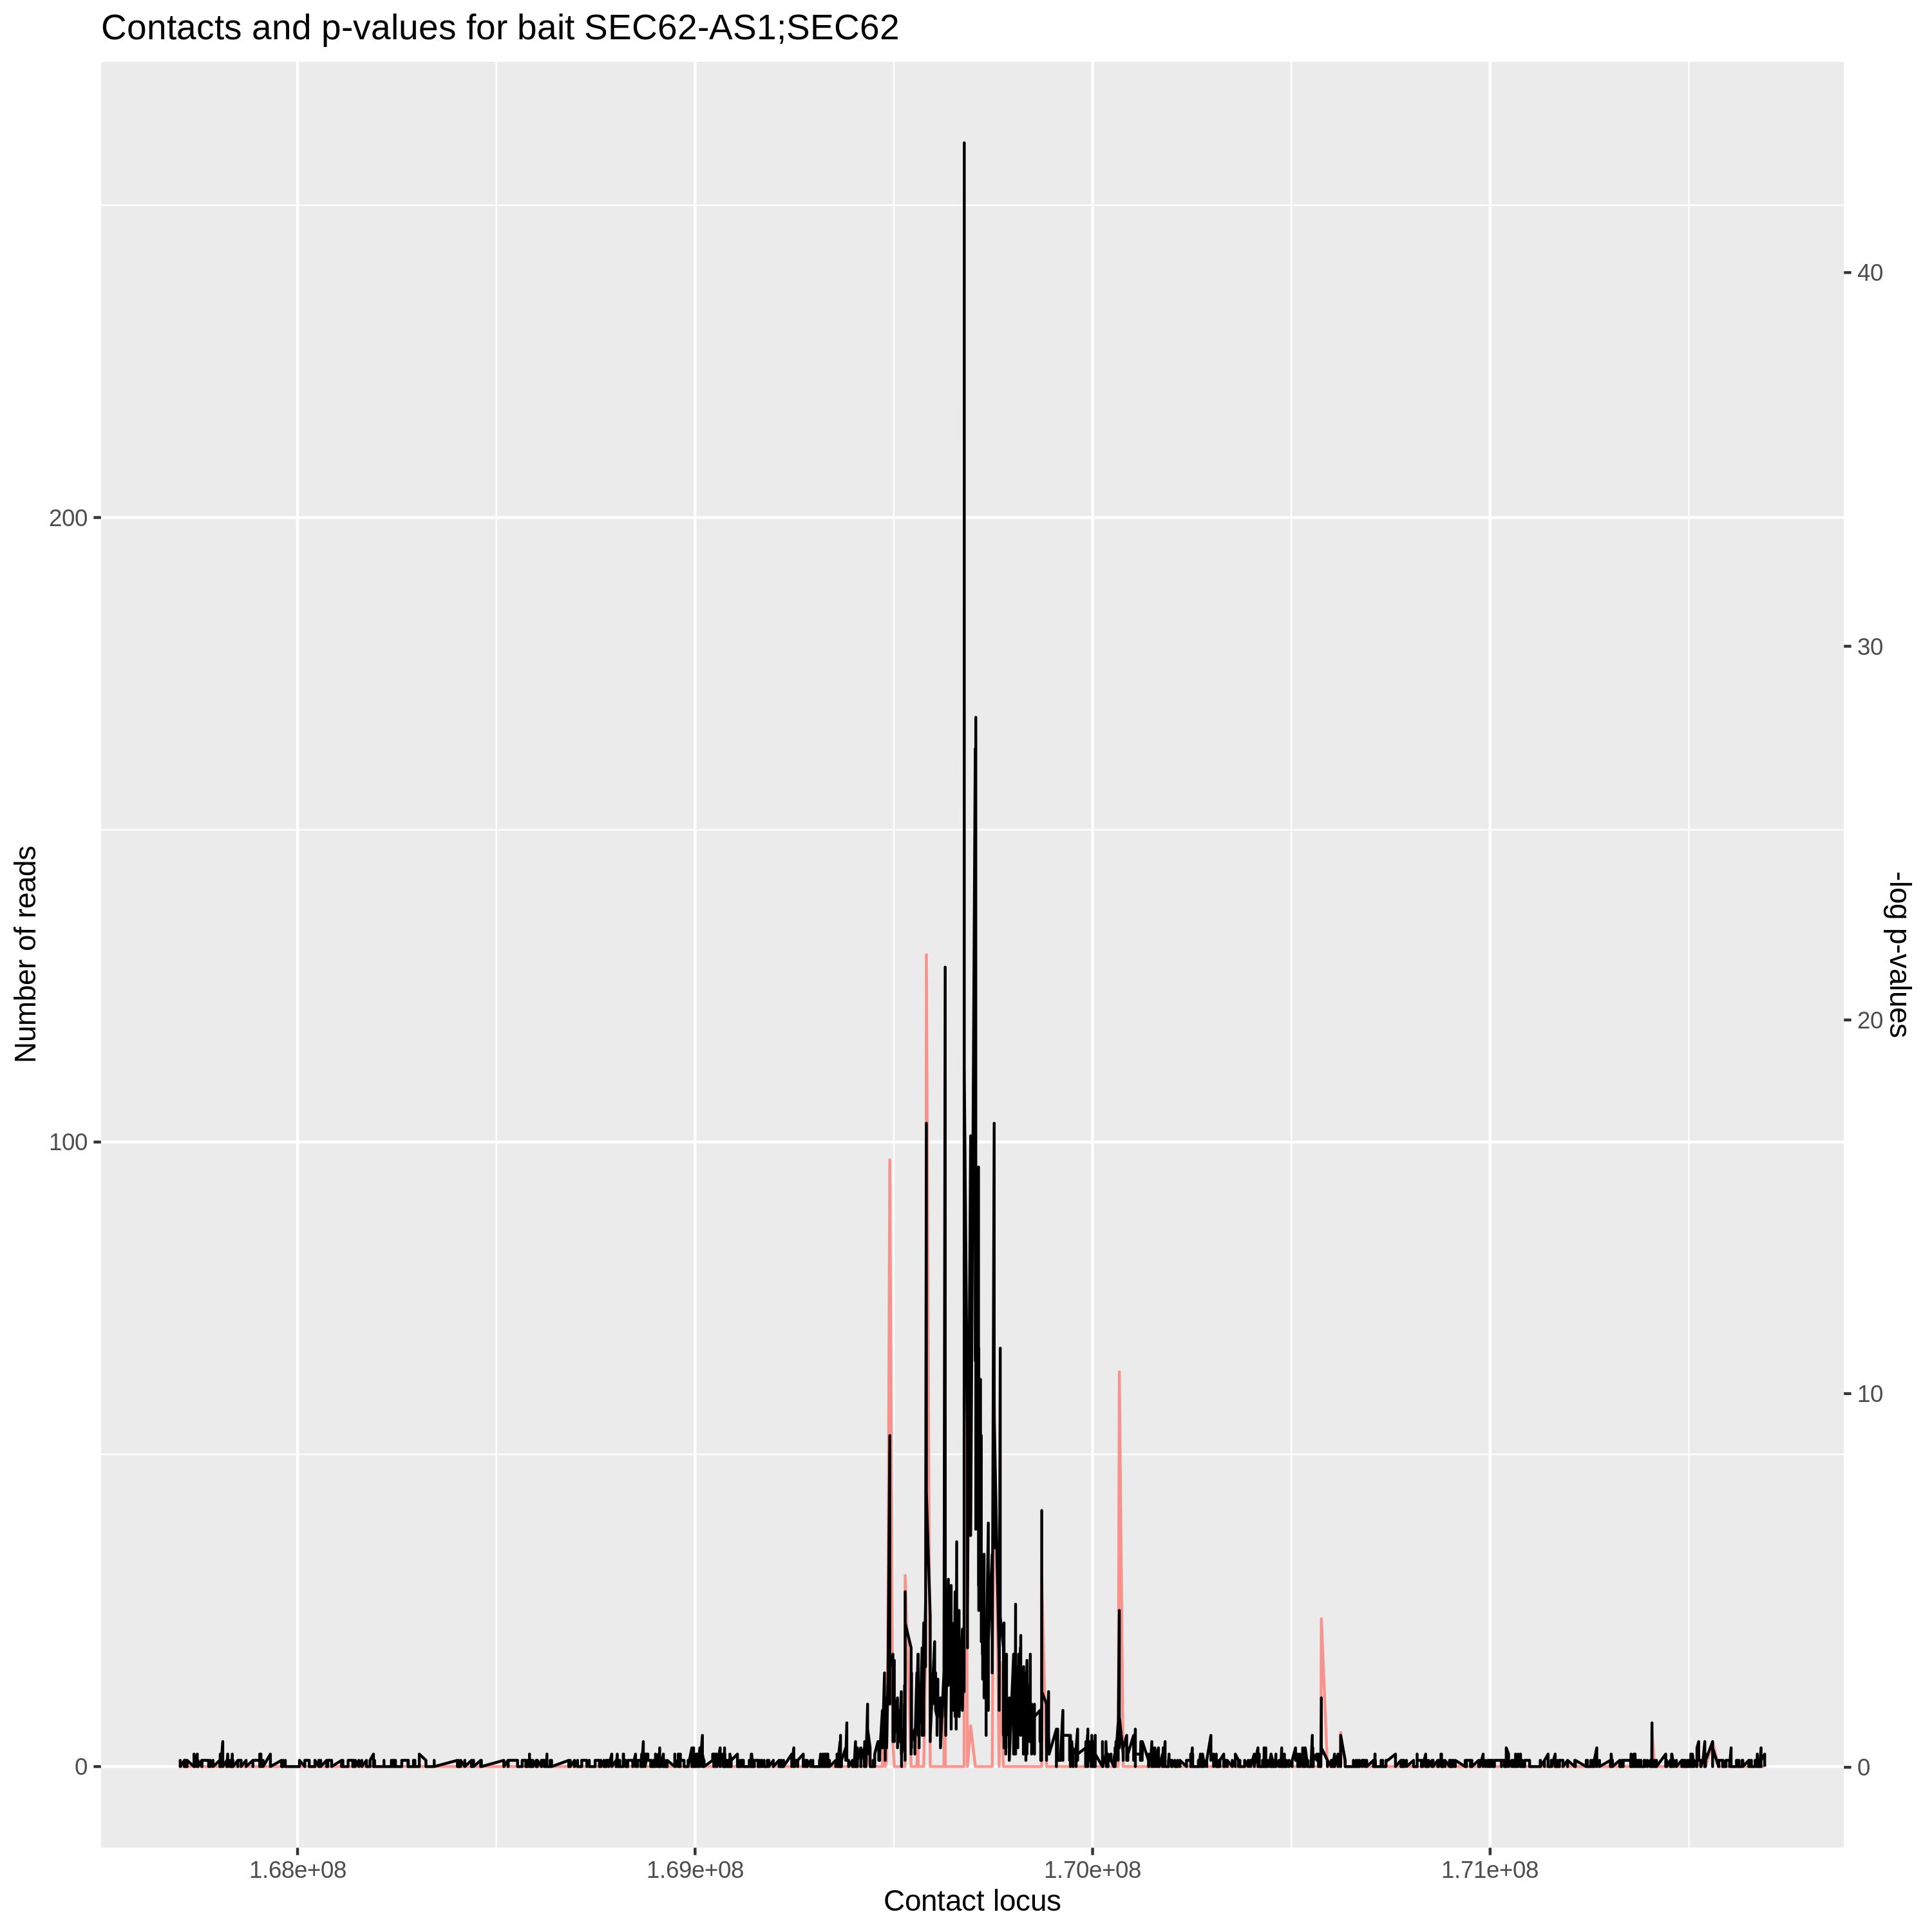 Contacts and p-values for bait SEC62-AS1;SEC62
Number of reads
200
100
0
40
30
20
10
0
-log p-values
1.68e+08
1.69e+08
1.70e+08
1.71e+08
Contact locus